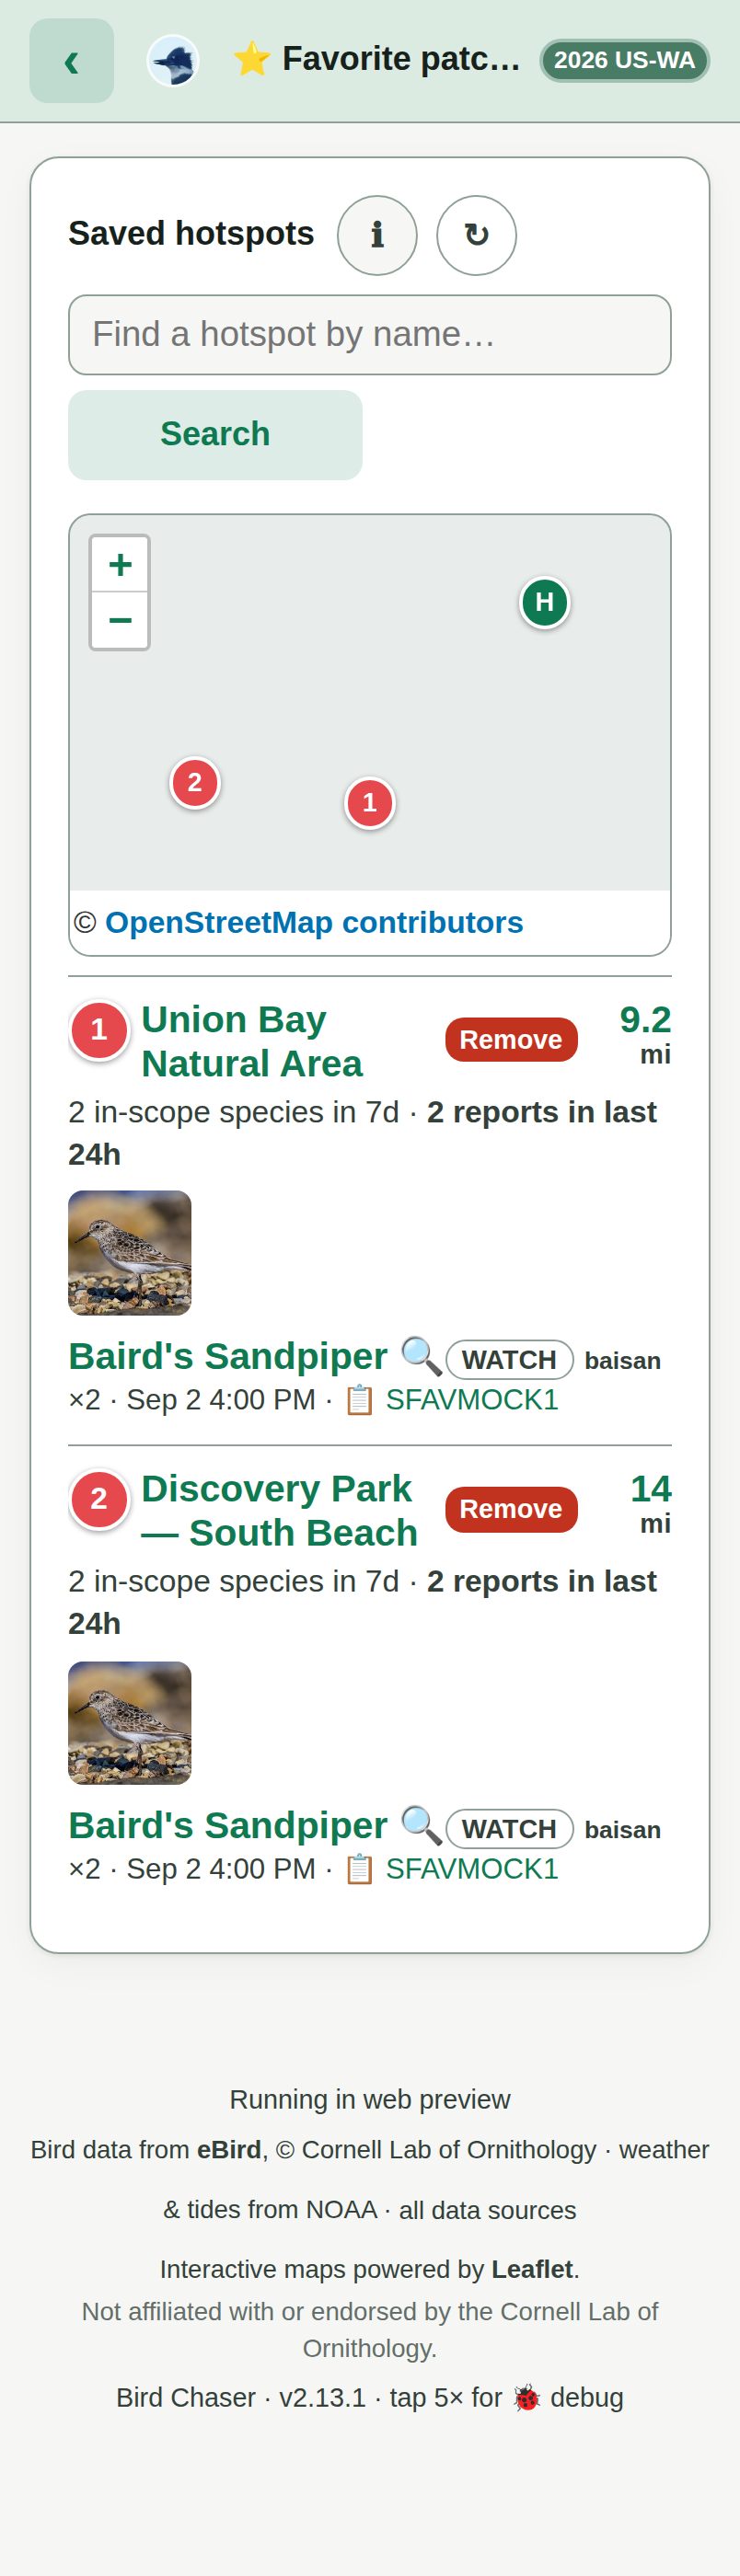 ‹ ⭐ Favorite patc… 2026 US-WA
Saved hotspots ℹ ↻
Find a hotspot by name…
Search
+
−
H
2
1
© OpenStreetMap contributors
1 Union Bay Natural Area Remove 9.2 mi
2 in-scope species in 7d · 2 reports in last
24h
Baird's Sandpiper 🔍 WATCH baisan
×2 · Sep 2 4:00 PM · 📋 SFAVMOCK1
2 Discovery Park — South Beach Remove 14 mi
2 in-scope species in 7d · 2 reports in last
24h
Baird's Sandpiper 🔍 WATCH baisan
×2 · Sep 2 4:00 PM · 📋 SFAVMOCK1
Running in web preview
Bird data from eBird, © Cornell Lab of Ornithology · weather
& tides from NOAA · all data sources
Interactive maps powered by Leaflet.
Not affiliated with or endorsed by the Cornell Lab of
Ornithology.
Bird Chaser · v2.13.1 · tap 5× for 🐞 debug